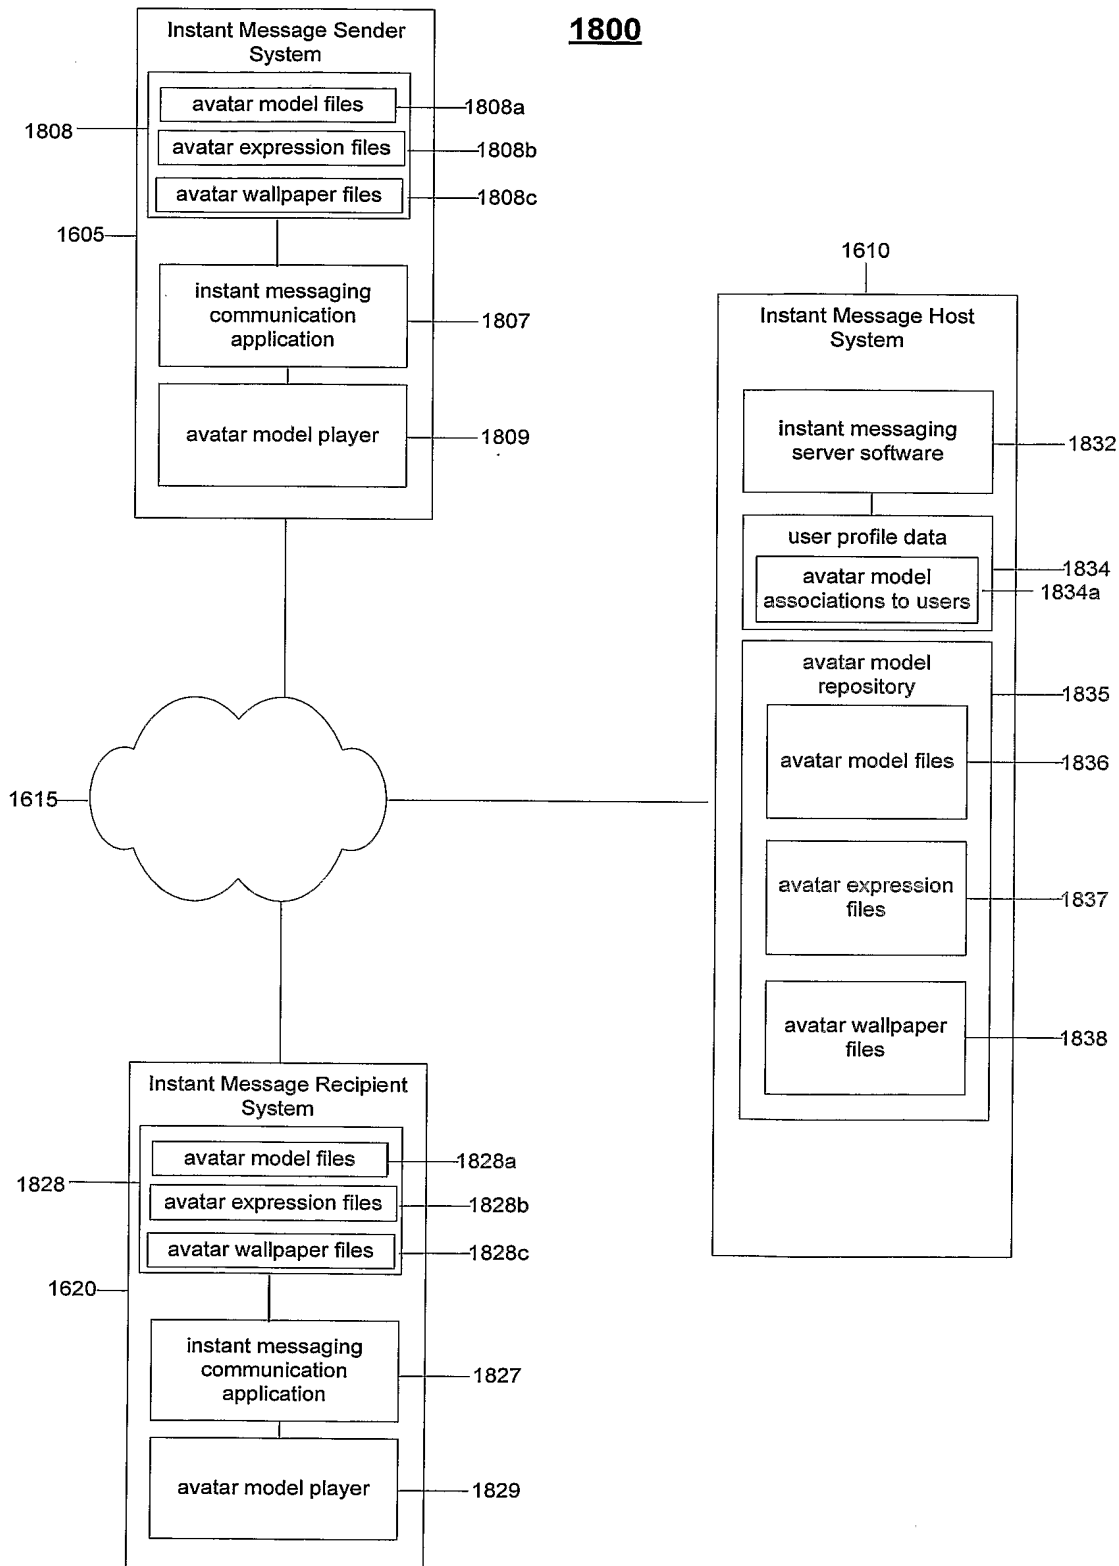 1800
Instant Message Sender
System
avatar model files
1808a
1808
avatar expression files
1808b
avatar wallpaper files
1808c
1605
instant messaging
communication
application
1807
avatar model player
1809
1610
Instant Message Host
System
instant messaging
server software
1832
user profile data
1834
avatar model
associations to users
1834a
avatar model
repository
1835
avatar model files
1836
avatar expression
files
1837
avatar wallpaper
files
1838
1615
Instant Message Recipient
System
avatar model files
1828a
1828
avatar expression files
1828b
avatar wallpaper files
1828c
1620
instant messaging
communication
application
1827
avatar model player
1829